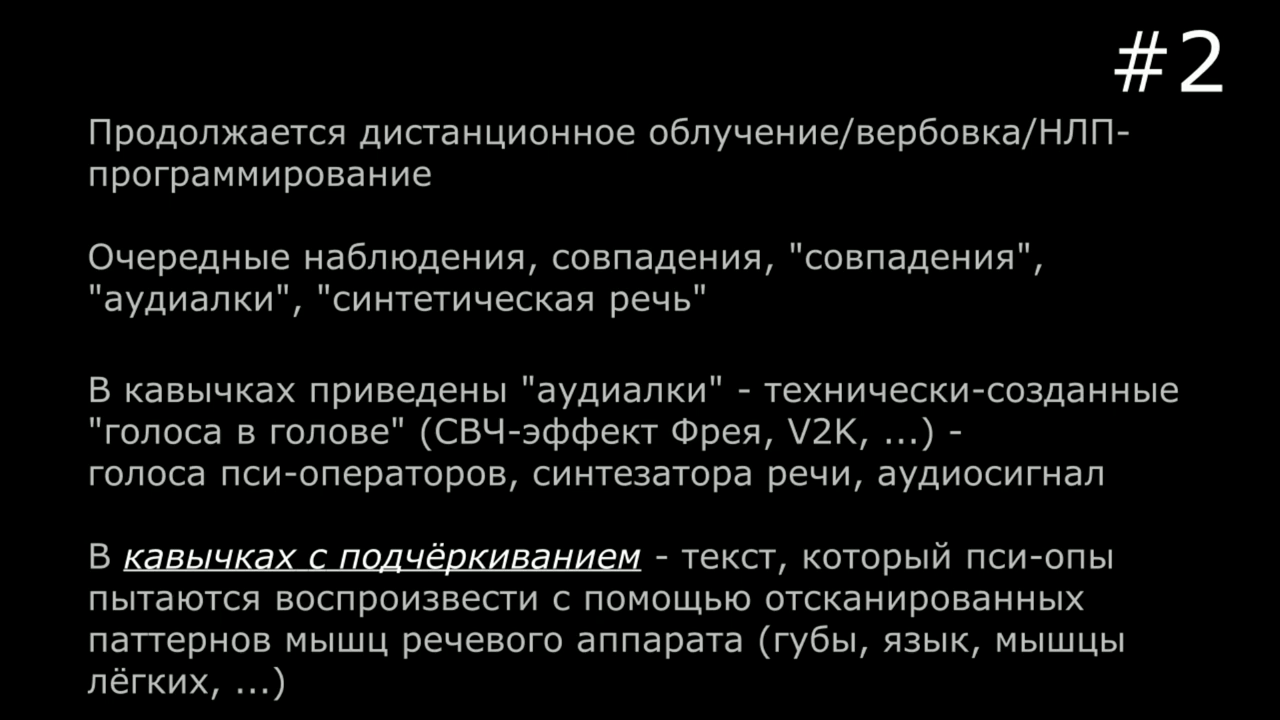 #2
Продолжается дистанционное облучение/вербовка/НЛП-
программирование
Очередные наблюдения, совпадения, "совпадения",
"аудиалки", "синтетическая речь"
В кавычках приведены "аудиалки" - технически-созданные
"голоса в голове" (СВЧ-эффект Фрея, V2K, ...) -
голоса пси-операторов, синтезатора речи, аудиосигнал
В кавычках с подчёркиванием - текст, который пси-опы
пытаются воспроизвести с помощью отсканированных
паттернов мышц речевого аппарата (губы, язык, мышцы
лёгких, ...)